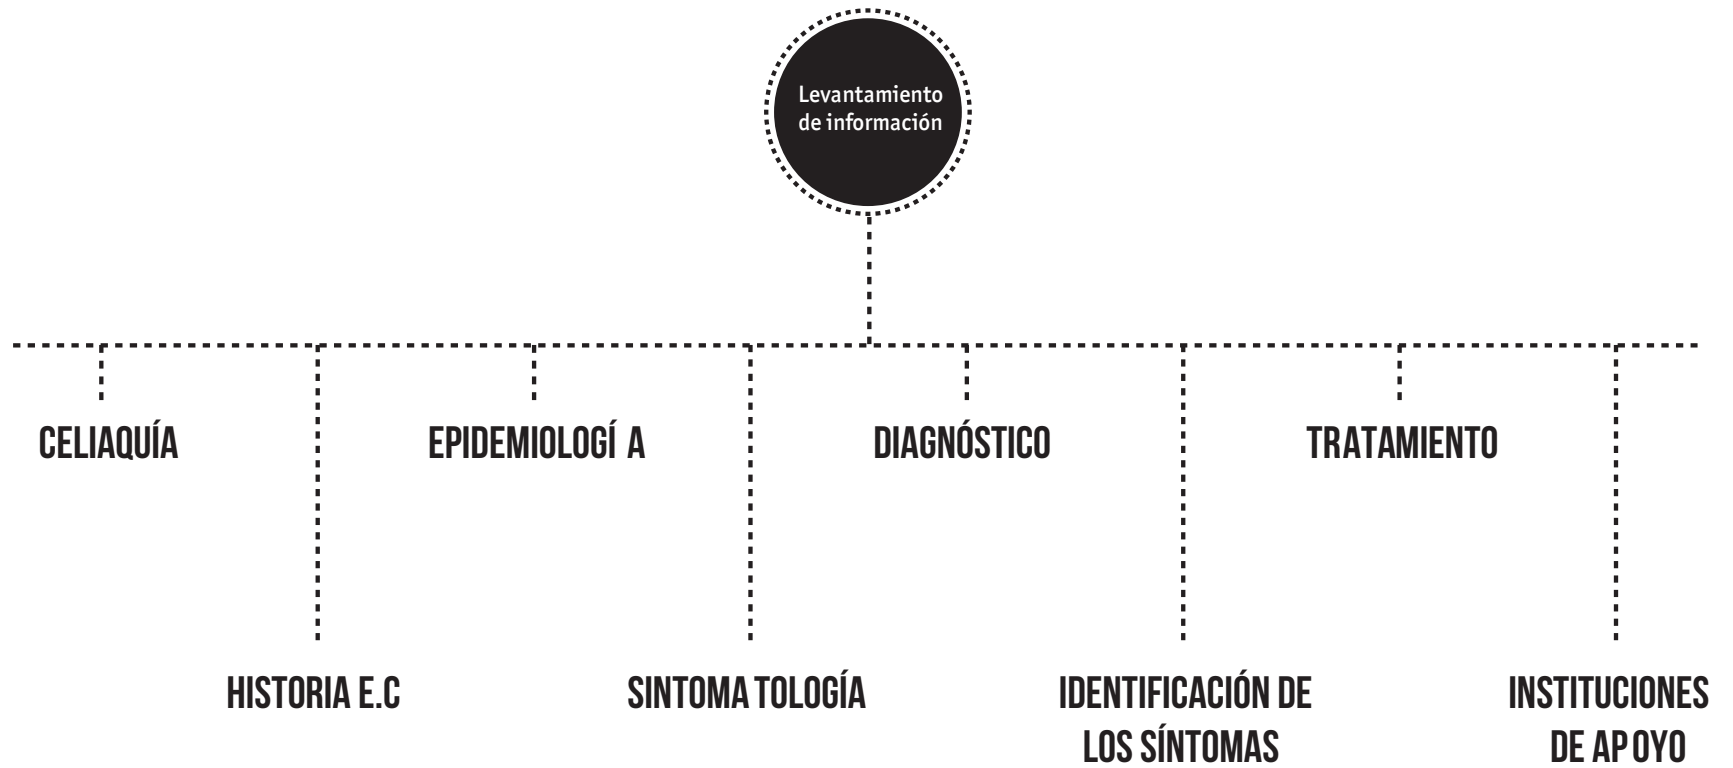 Levantamiento
de información
CELIAQUÍA
EPIDEMIOLOGÍ A
DIAGNÓSTICO
TRATAMIENTO
HISTORIA E.C
SINTOMA TOLOGÍA
IDENTIFICACIÓN DE
LOS SÍNTOMAS
INSTITUCIONES
DE AP OYO